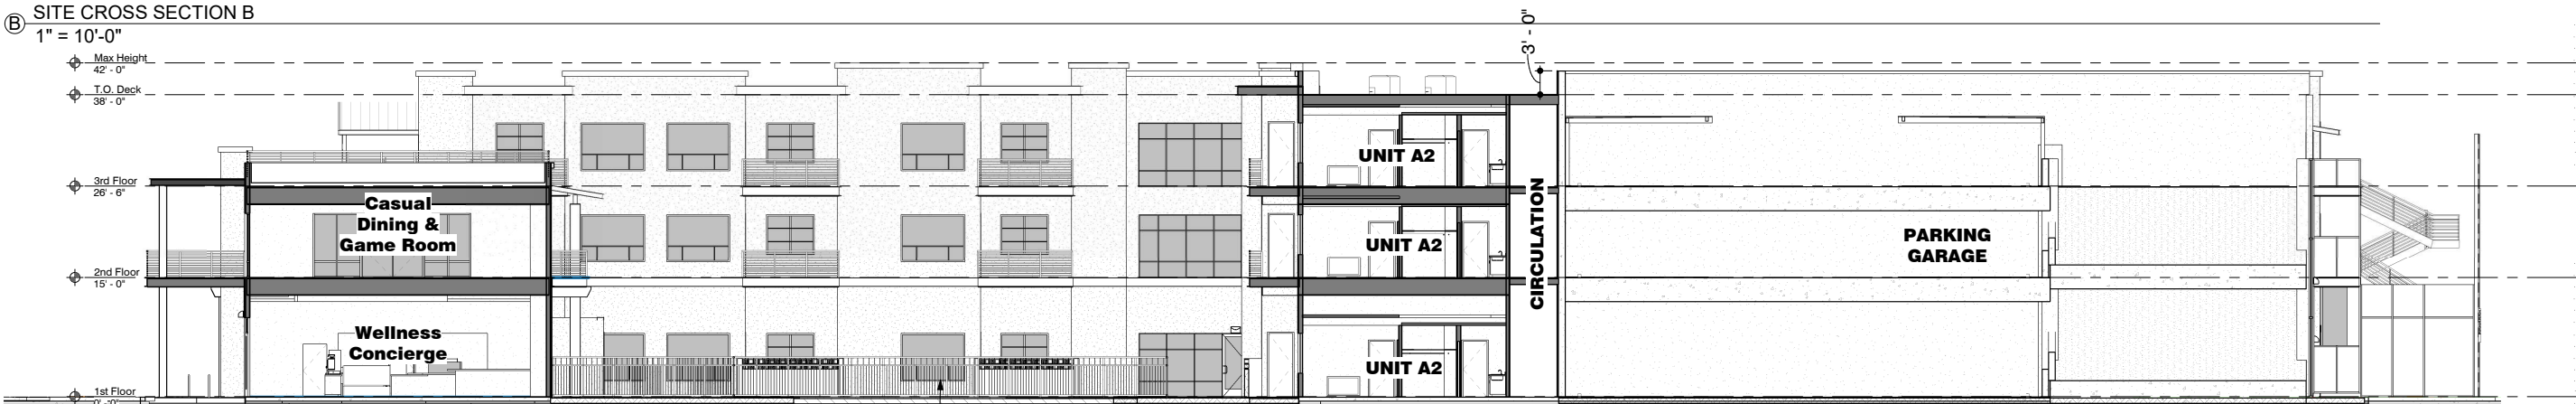 SITE CROSS SECTION B
B
1" = 10'-0"
3' - 0"
Max Height
42' - 0"
T.O. Deck
38' - 0"
3rd Floor
26' - 6"
2nd Floor
15' - 0"
1st Floor
0' - 0"
Casual
Dining &
Game Room
Wellness
Concierge
UNIT A2
UNIT A2
UNIT A2
CIRCULATION
PARKING
GARAGE